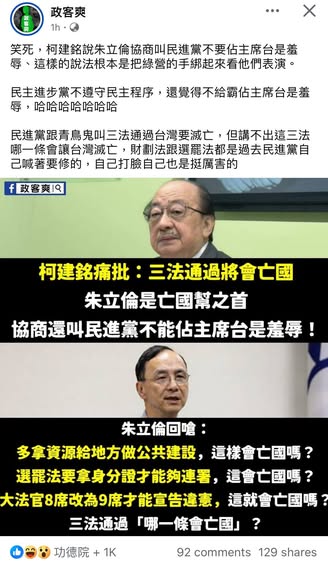 政客爽
1h
笑死，柯建銘說朱立倫協商叫民進黨不要佔主席台是羞
辱、這樣的說法根本是把綠營的手綁起來看他們表演。
民主進步黨不遵守民主程序，還覺得不給霸佔主席台是羞
辱，哈哈哈哈哈哈哈
民進黨跟青鳥鬼叫三法通過台灣要滅亡，但講不出這三法
哪一條會讓台灣滅亡，財劃法跟選罷法都是過去民進黨自
己喊著要修的，自己打臉自己也是挺厲害的
政客爽
柯建銘痛批：三法通過將會亡國
朱立倫是亡國幫之首
協商還叫民進黨不能佔主席台是羞辱！
朱立倫回嗆：
多拿資源給地方做公共建設，這樣會亡國嗎？
選罷法要拿身分證才能夠連署，這會亡國嗎？
大法官8席改為9席才能宣告違憲，這就會亡國嗎？
三法通過「哪一條會亡國」？
功德院 + 1K
92 comments 129 shares